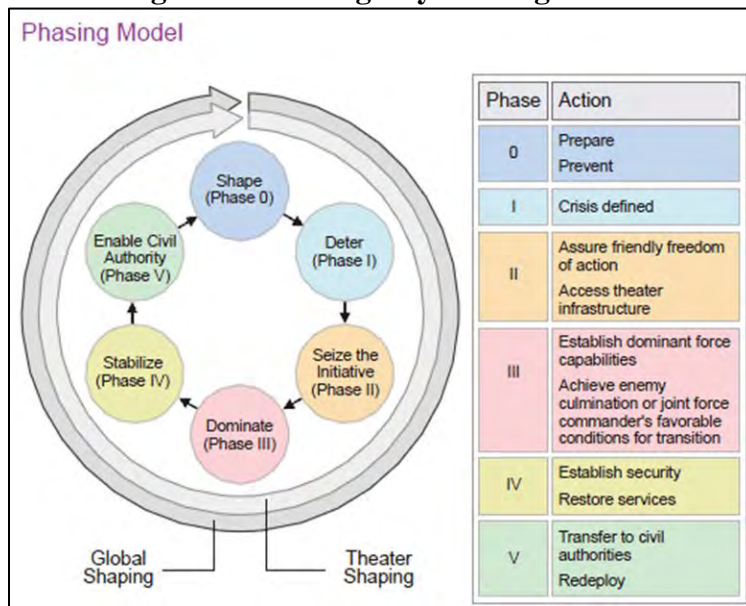 Phasing Model
Shape
(Phase 0)
Deter
(Phase I)
Seize the
Initiative
(Phase II)
Dominate
(Phase III)
Stabilize
(Phase IV)
Enable Civil
Authority
(Phase V)
Global
Shaping
Theater
Shaping
Phase Action
0
Prepare
Prevent
I
Crisis defined
II
Assure friendly freedom
of action
Access theater
infrastructure
III
Establish dominant force
capabilities
Achieve enemy
culmination or joint force
commander's favorable
conditions for transition
IV
Establish security
Restore services
V
Transfer to civil
authorities
Redeploy